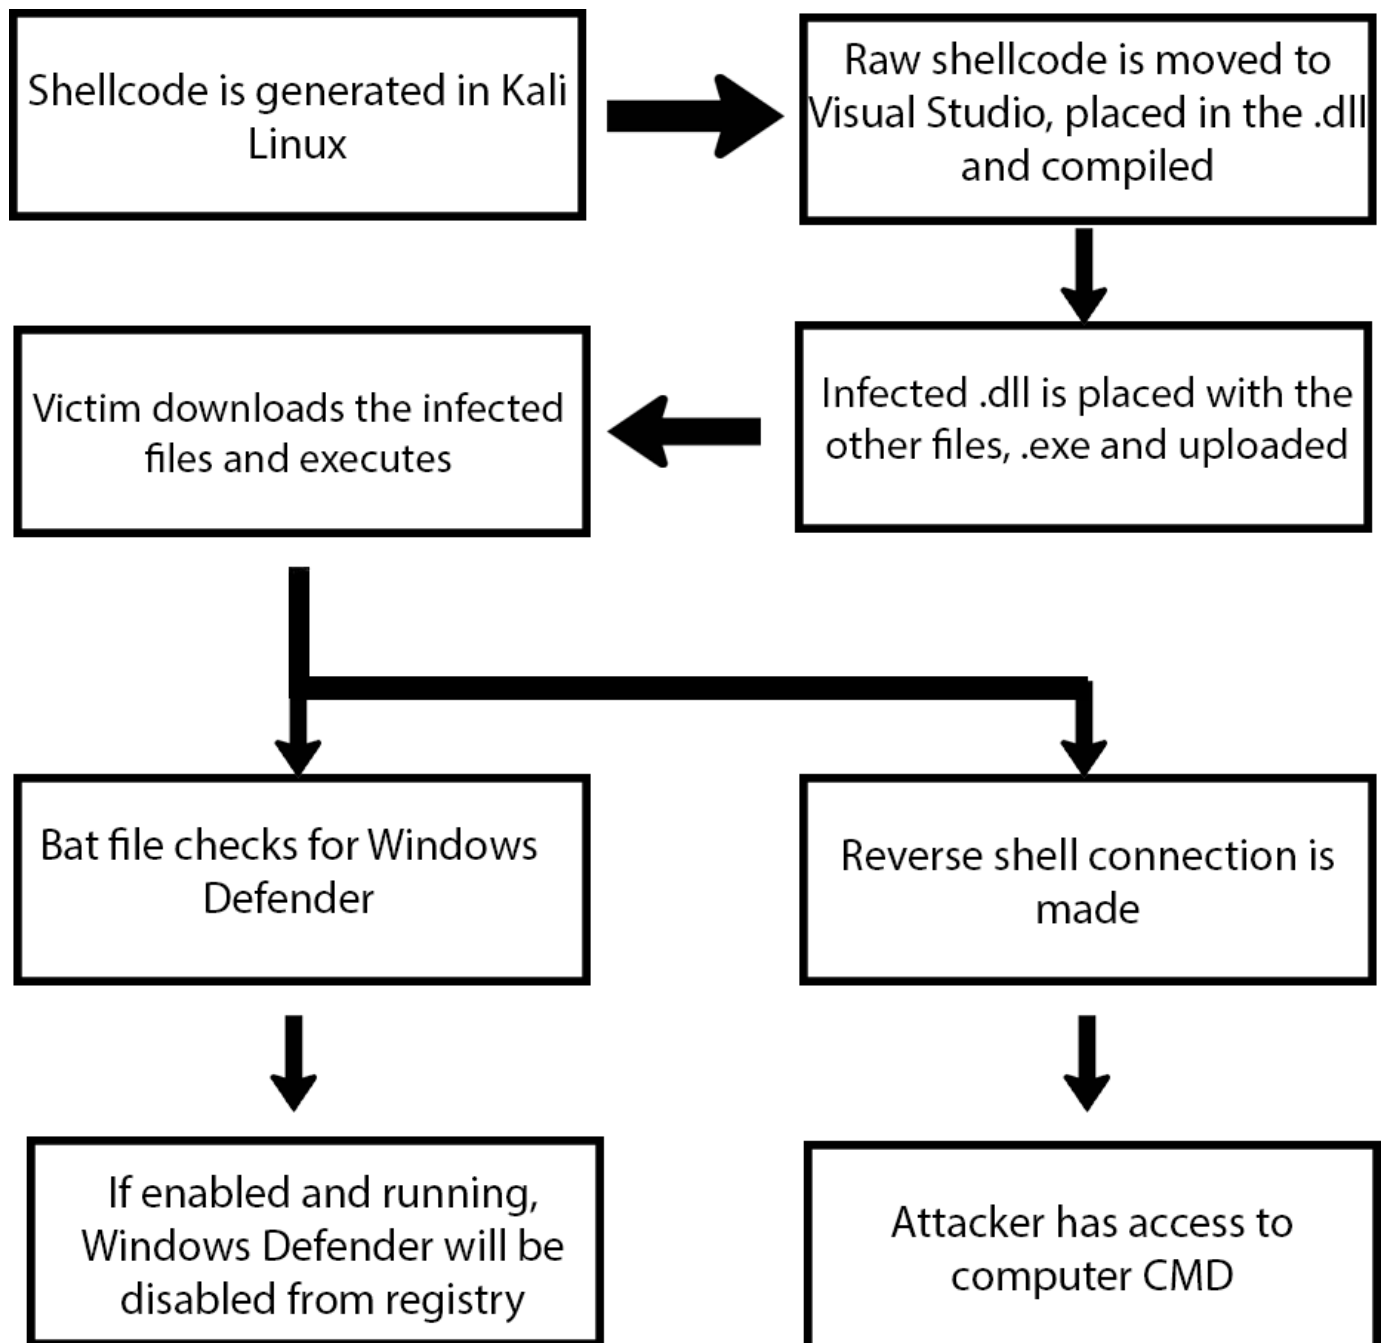 Shellcode is generated in Kali
Linux
Raw shellcode is moved to
Visual Studio, placed in the .dll
and compiled
Victim downloads the infected
files and executes
Infected .dll is placed with the
other files, .exe and uploaded
Bat file checks for Windows
Defender
Reverse shell connection is
made
If enabled and running,
Windows Defender will be
disabled from registry
Attacker has access to
computer CMD